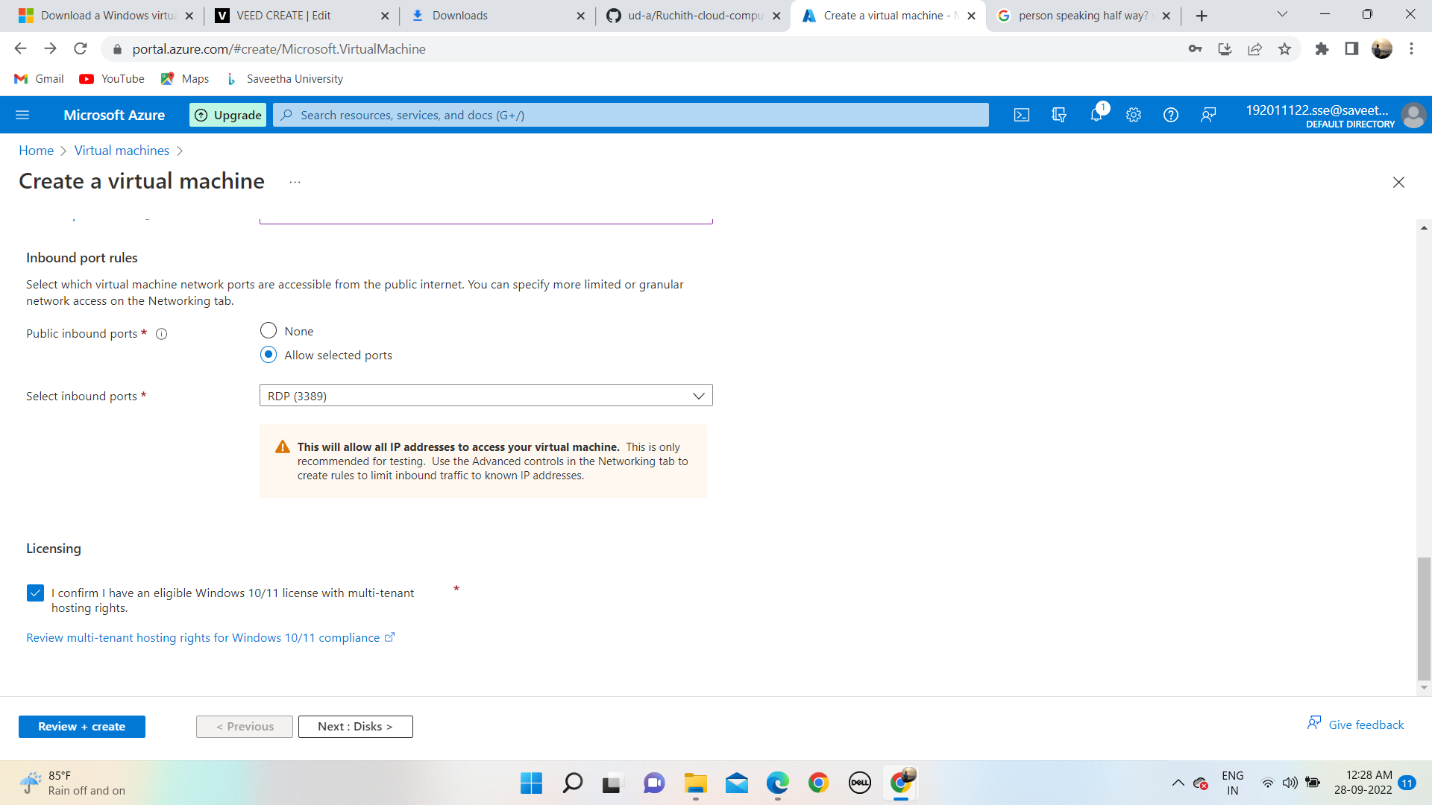 Download a Windows virtua
VEED CREATE | Edit
Downloads
ud-a/Ruchith-cloud-compu
Create a virtual machine - M
person speaking half way?
portal.azure.com/#create/Microsoft.VirtualMachine
Gmail
YouTube
Maps
Saveetha University
Microsoft Azure
Upgrade
Search resources, services, and docs (G+/)
1
192011122.sse@saveet...
DEFAULT DIRECTORY
Home > Virtual machines >
Create a virtual machine ...
Inbound port rules
Select which virtual machine network ports are accessible from the public internet. You can specify more limited or granular
network access on the Networking tab.
Public inbound ports *
None
Allow selected ports
Select inbound ports *
RDP (3389)
This will allow all IP addresses to access your virtual machine. This is only
recommended for testing. Use the Advanced controls in the Networking tab to
create rules to limit inbound traffic to known IP addresses.
Licensing
I confirm I have an eligible Windows 10/11 license with multi-tenant *
hosting rights.
Review multi-tenant hosting rights for Windows 10/11 compliance
Review + create
< Previous
Next : Disks >
Give feedback
85°F
Rain off and on
DELL
ENG
IN
12:28 AM
28-09-2022
11